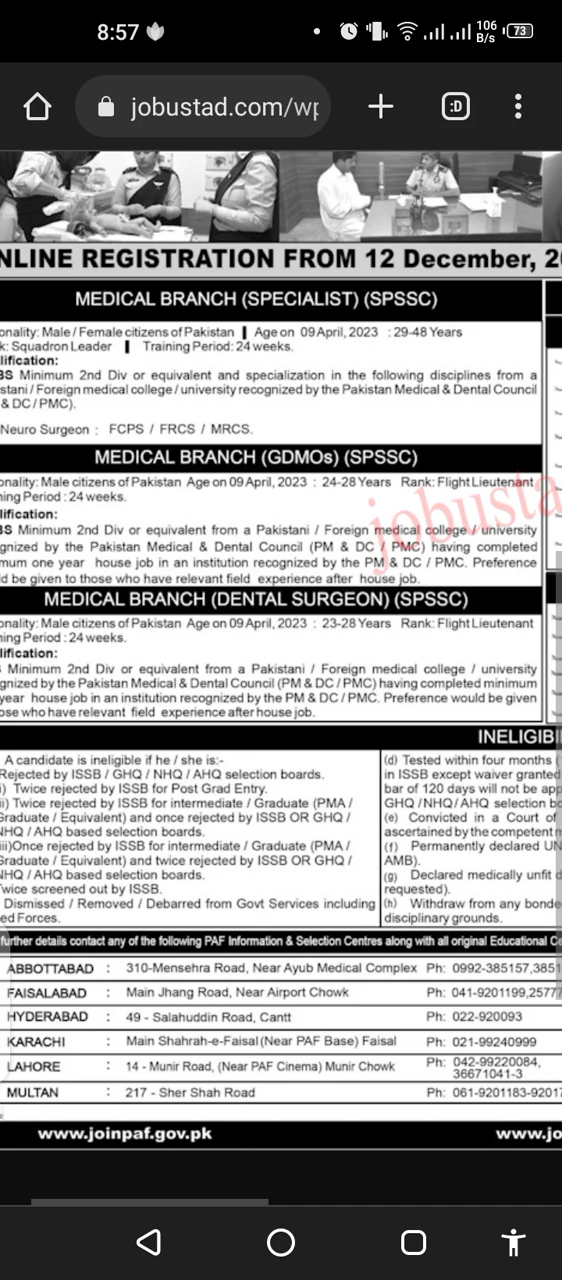 8:57
106
B/s
73
jobustad.com/wp
:D
NLINE REGISTRATION FROM 12 December, 2
MEDICAL BRANCH (SPECIALIST) (SPSSC)
onality: Male / Female citizens of Pakistan | Age on 09 April, 2023 : 29-48 Years
k: Squadron Leader | Training Period: 24 weeks.
lification:
BS Minimum 2nd Div or equivalent and specialization in the following disciplines from a
stani / Foreign medical college / university recognized by the Pakistan Medical & Dental Council
& DC / PMC).
Neuro Surgeon : FCPS / FRCS / MRCS.
MEDICAL BRANCH (GDMOs) (SPSSC)
onality: Male citizens of Pakistan Age on 09 April, 2023 : 24-28 Years Rank: Flight Lieutenant
ning Period : 24 weeks.
lification:
BS Minimum 2nd Div or equivalent from a Pakistani / Foreign medical college / university
gnized by the Pakistan Medical & Dental Council (PM & DC / PMC) having completed
mum one year house job in an institution recognized by the PM & DC / PMC. Preference
d be given to those who have relevant field experience after house job.
jobusta
MEDICAL BRANCH (DENTAL SURGEON) (SPSSC)
onality: Male citizens of Pakistan Age on 09 April, 2023 : 23-28 Years Rank: Flight Lieutenant
ning Period : 24 weeks.
lification:
Minimum 2nd Div or equivalent from a Pakistani / Foreign medical college / university
gnized by the Pakistan Medical & Dental Council (PM & DC / PMC) having completed minimum
year house job in an institution recognized by the PM & DC / PMC. Preference would be given
ose who have relevant field experience after house job.
INELIGIBI
A candidate is ineligible if he / she is:-
Rejected by ISSB / GHQ / NHQ / AHQ selection boards.
i) Twice rejected by ISSB for Post Grad Entry.
ii) Twice rejected by ISSB for intermediate / Graduate (PMA /
Graduate / Equivalent) and once rejected by ISSB OR GHQ /
NHQ / AHQ based selection boards.
iii)Once rejected by ISSB for intermediate / Graduate (PMA /
Graduate / Equivalent) and twice rejected by ISSB OR GHQ /
NHQ / AHQ based selection boards.
Twice screened out by ISSB.
Dismissed / Removed / Debarred from Govt Services including
ed Forces.
(d) Tested within four months (
in ISSB except waiver granted
bar of 120 days will not be app
GHQ /NHQ/ AHQ selection bo
(e) Convicted in a Court of
ascertained by the competent m
(f) Permanently declared UN
AMB).
(g) Declared medically unfit d
requested).
(h) Withdraw from any bonde
disciplinary grounds.
further details contact any of the following PAF Information & Selection Centres along with all original Educational Ce
ABBOTTABAD : 310-Mensehra Road, Near Ayub Medical Complex Ph: 0992-385157,3851
FAISALABAD : Main Jhang Road, Near Airport Chowk Ph: 041-9201199,2577
HYDERABAD : 49 - Salahuddin Road, Cantt Ph: 022-920093
KARACHI : Main Shahrah-e-Faisal (Near PAF Base) Faisal Ph: 021-99240999
LAHORE : 14 - Munir Road, (Near PAF Cinema) Munir Chowk Ph: 042-99220084,
36671041-3
MULTAN : 217 - Sher Shah Road Ph: 061-9201183-9201
www.joinpaf.gov.pk www.jo